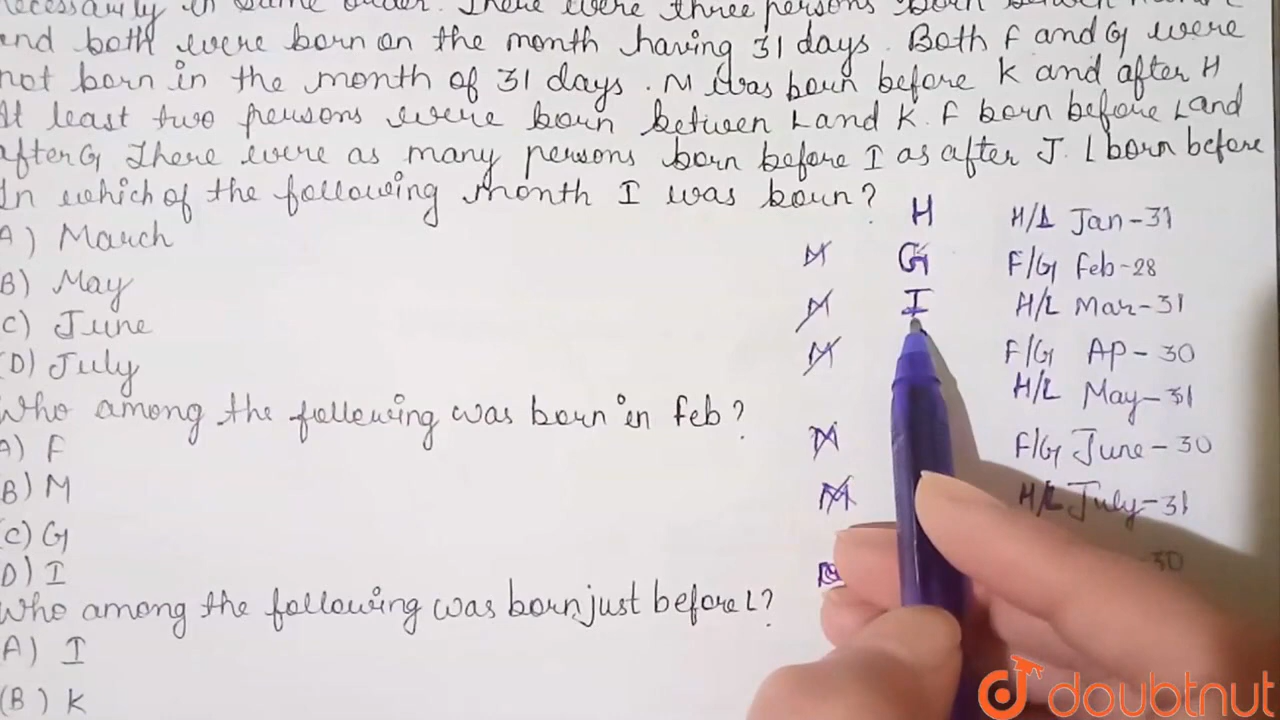 necessarily in same order. There were three persons born between
and both were born on the month having 31 days. Both F and G were
not born in the month of 31 days. M was born before K and after H
At least two persons were born betwen L and K. F born before L and
after G There were as many persons born before I as after J. L born before
In which of the following month I was born?
A) March
B) May
C) June
(D) July
Who among the following was born in Feb?
A) F
B) M
(C) G
D) I
Who among the following was born just before L?
A) I
(B) K
H
G
I
M
M
M
M
M
H/L Jan-31
F/G Feb-28
H/L Mar-31
F/G AP-30
H/L May-31
F/G June-30
H/L July-31
30
doubtnut